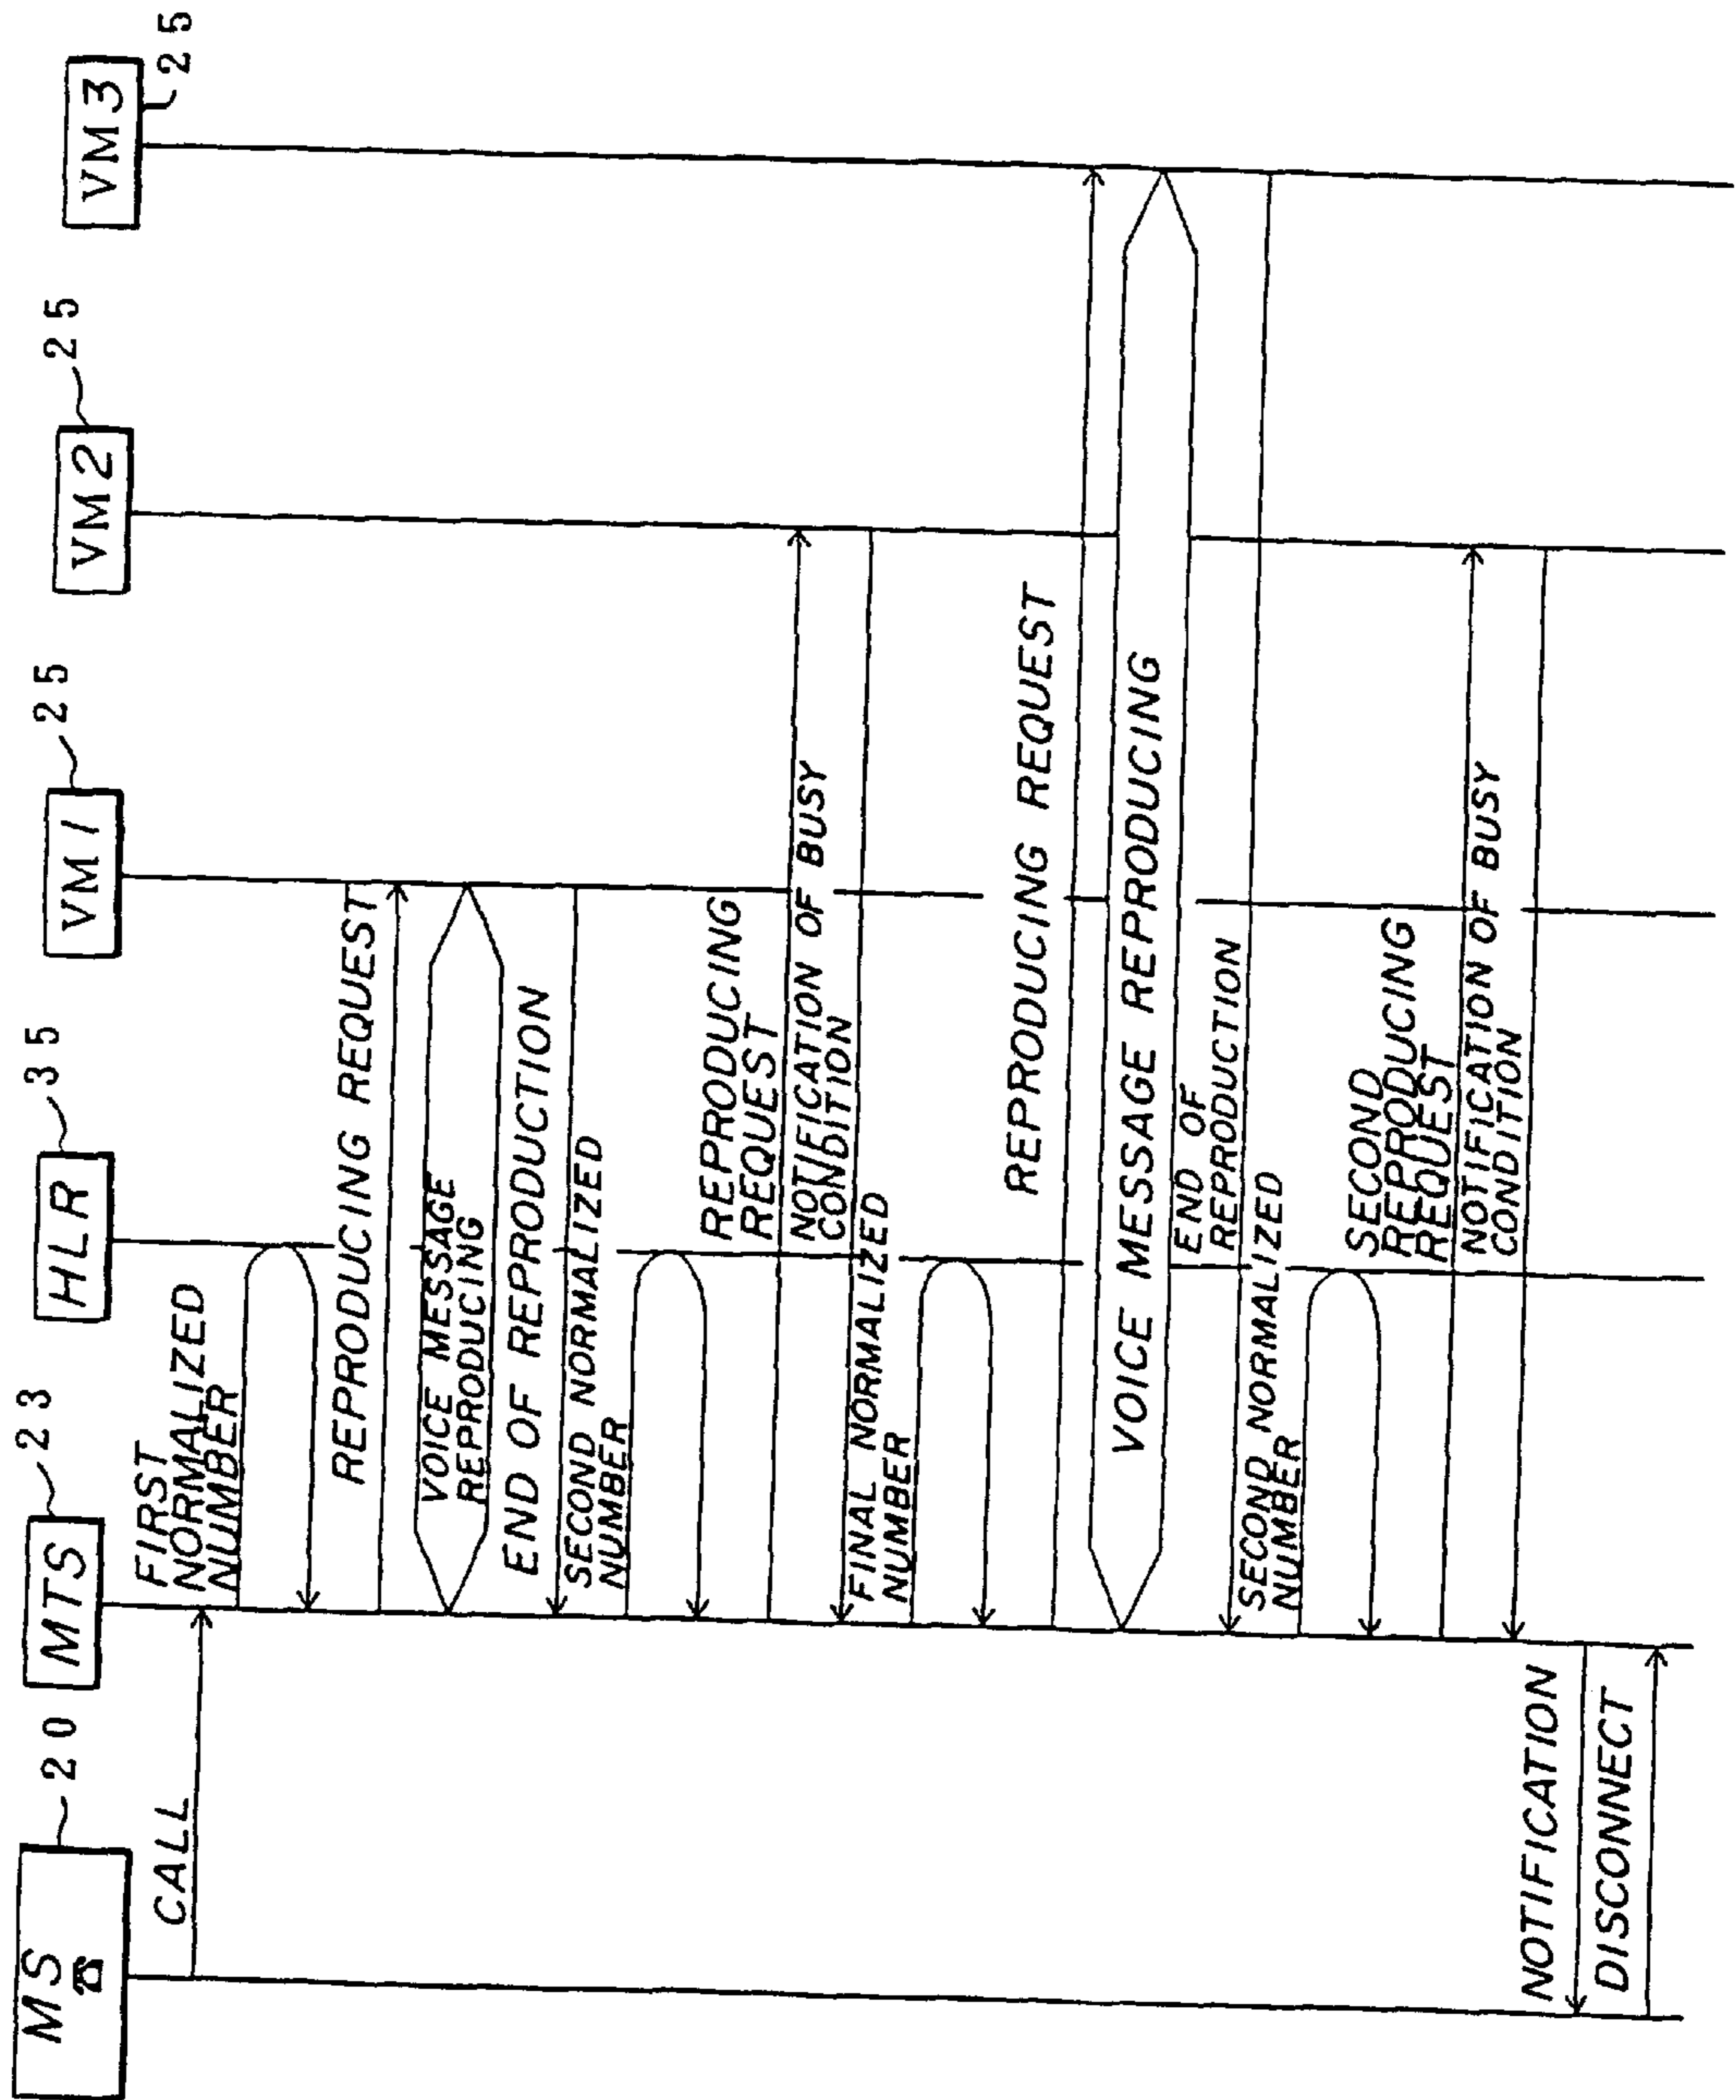 MS
20
MTS
23
HLR
35
VM1
25
VM2
25
VM3
25
CALL
FIRST
NORMALIZED
NUMBER
REPRODUCING REQUEST
VOICE MESSAGE
REPRODUCING
END OF REPRODUCTION
SECOND NORMALIZED
NUMBER
REPRODUCING
REQUEST
NOTIFICATION OF BUSY
CONDITION
FINAL NORMALIZED
NUMBER
REPRODUCING REQUEST
VOICE MESSAGE REPRODUCING
END OF
REPRODUCTION
SECOND NORMALIZED
NUMBER
SECOND
REPRODUCING
REQUEST
NOTIFICATION OF BUSY
CONDITION
NOTIFICATION
DISCONNECT